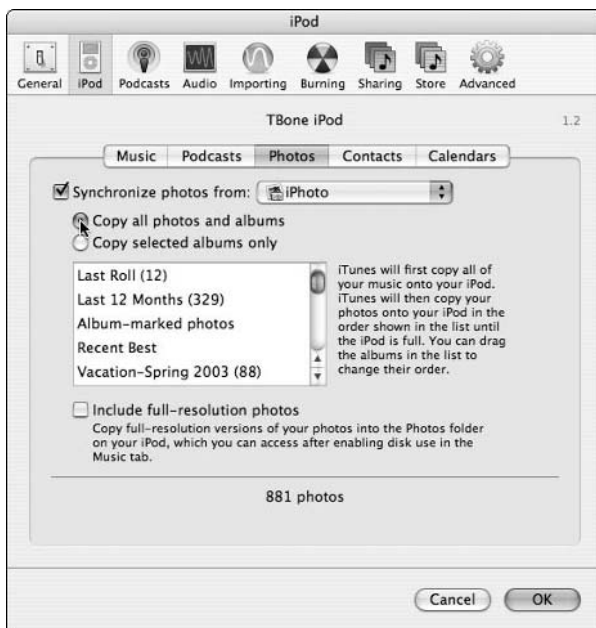 iPod
General iPod Podcasts Audio Importing Burning Sharing Store Advanced
TBone iPod 1.2
Music Podcasts Photos Contacts Calendars
Synchronize photos from: iPhoto
Copy all photos and albums
Copy selected albums only
Last Roll (12)
Last 12 Months (329)
Album-marked photos
Recent Best
Vacation-Spring 2003 (88)
iTunes will first copy all of
your music onto your iPod.
iTunes will then copy your
photos onto your iPod in the
order shown in the list until
the iPod is full. You can drag
the albums in the list to
change their order.
Include full-resolution photos
Copy full-resolution versions of your photos into the Photos folder
on your iPod, which you can access after enabling disk use in the
Music tab.
881 photos
Cancel OK